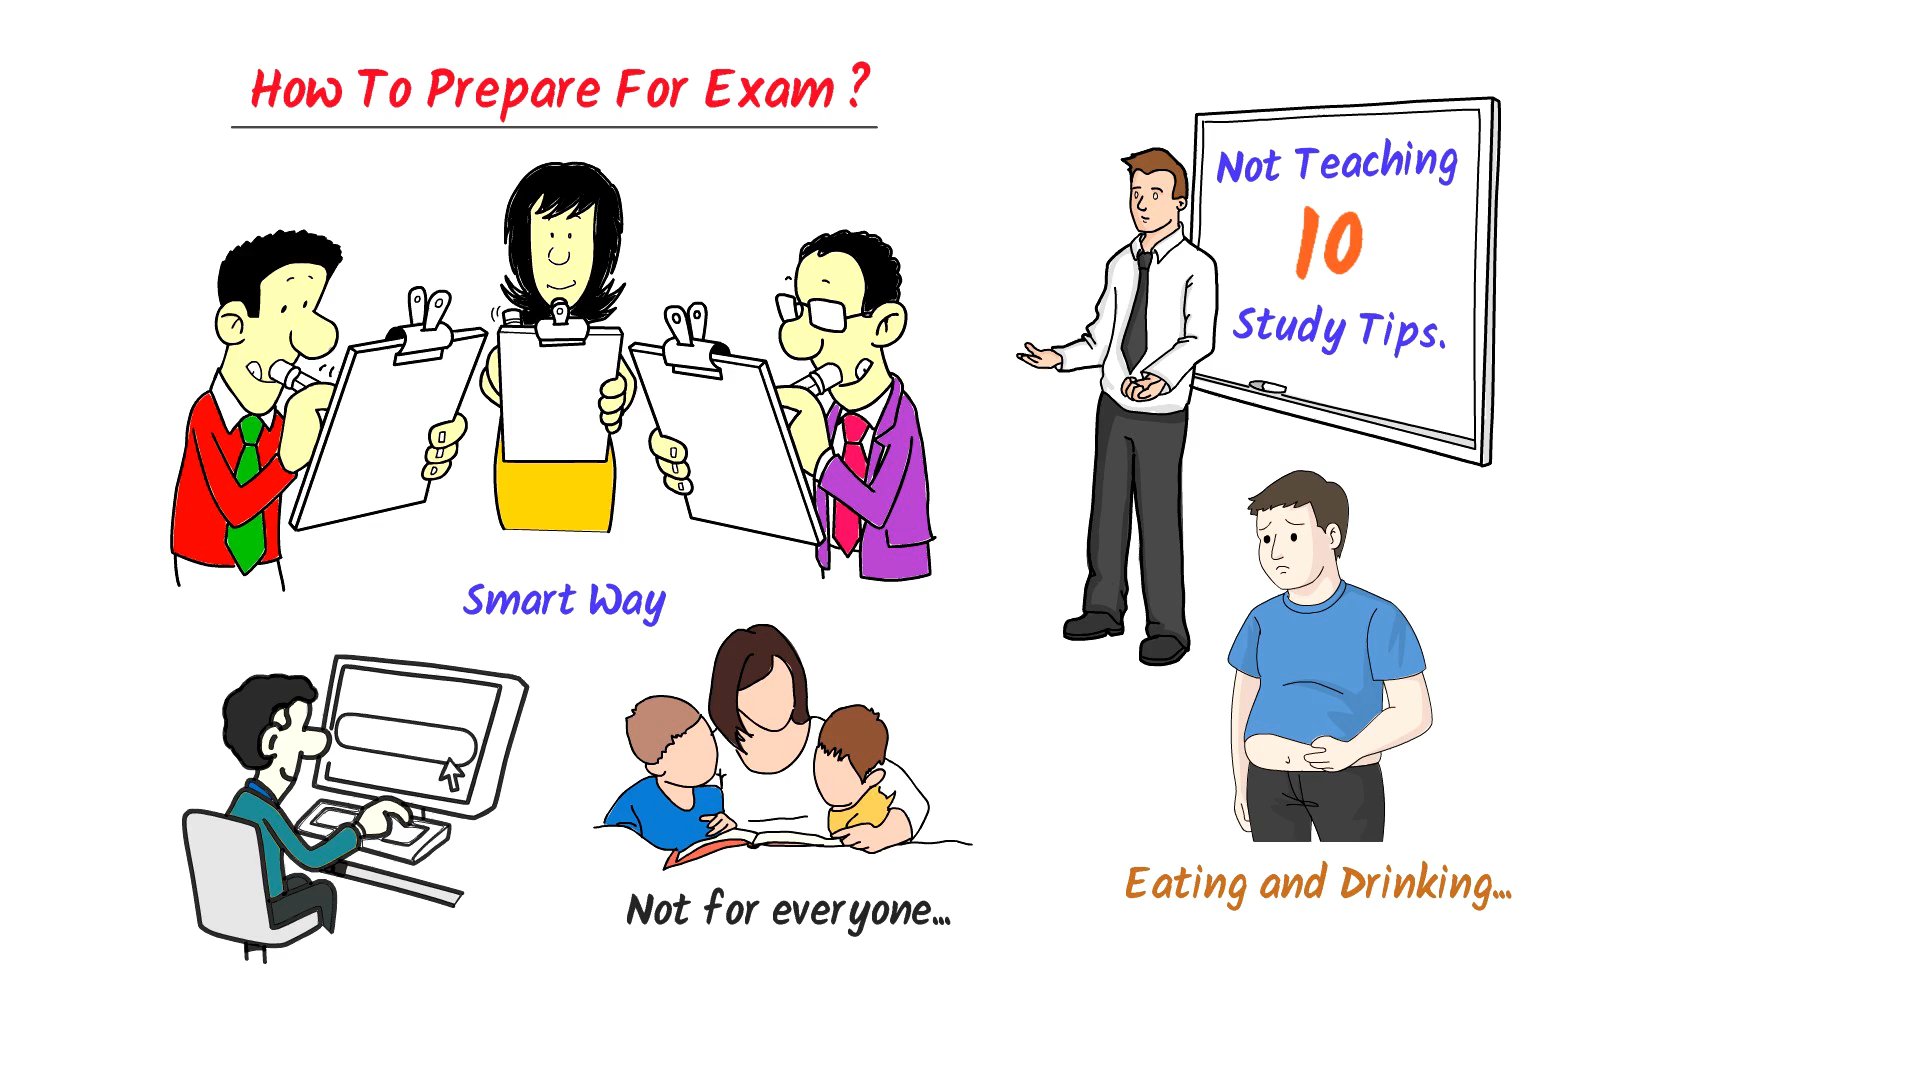 How To Prepare For Exam ?
Smart Way
Not for everyone...
Not Teaching
10
Study Tips.
Eating and Drinking...